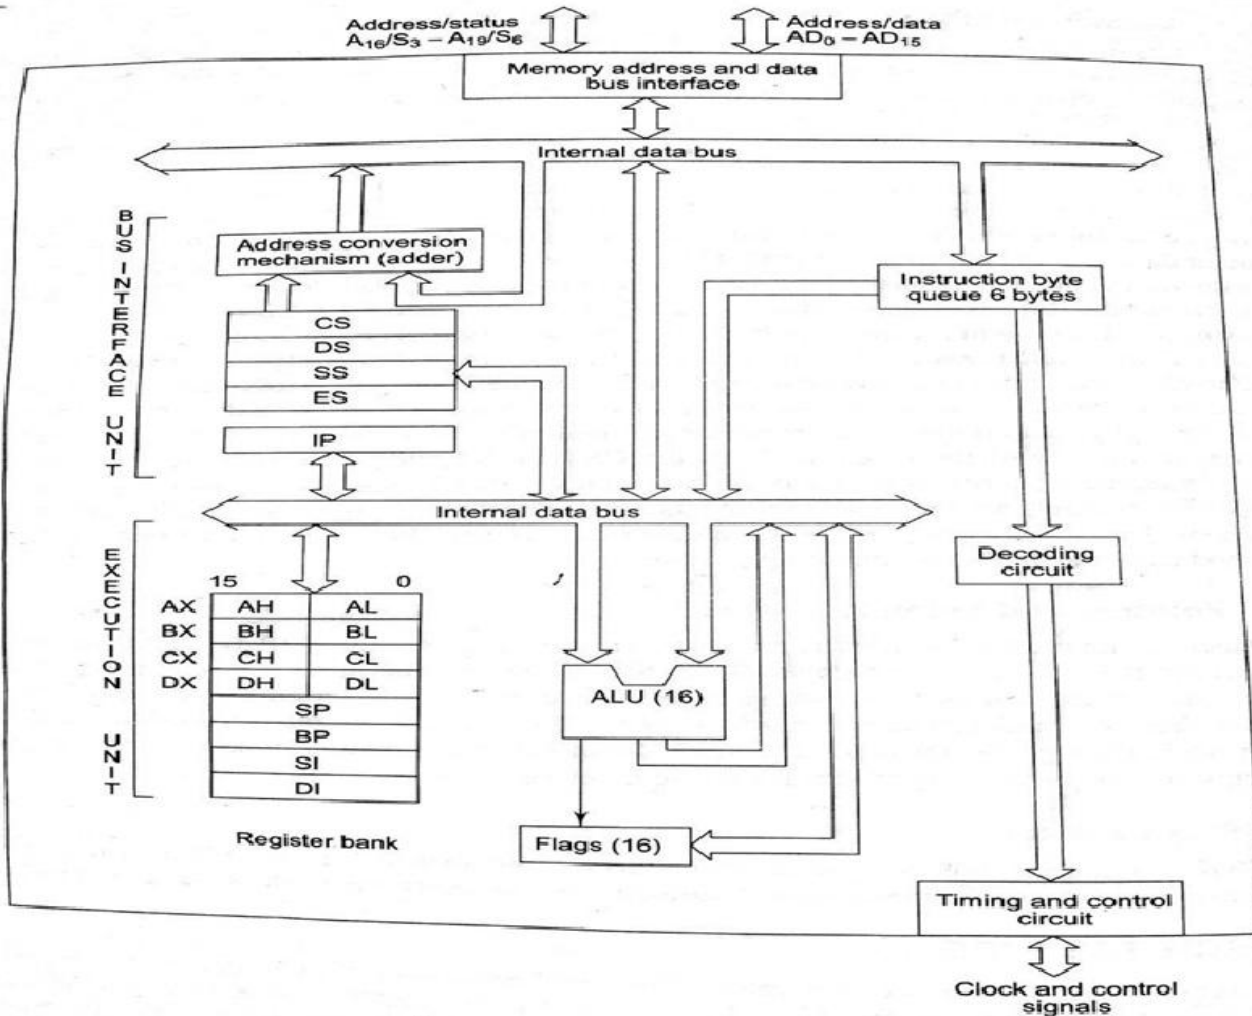 Address/status
A16/S3 – A19/S6
Address/data
AD0 – AD15
Memory address and data
bus interface
Internal data bus
BUS INTERFACE UNIT
Address conversion
mechanism (adder)
Instruction byte
queue 6 bytes
CS
DS
SS
ES
IP
Internal data bus
EXECUTION UNIT
Decoding
circuit
15 0
AX AH AL
BX BH BL
CX CH CL
DX DH DL
SP
BP
SI
DI
ALU (16)
Register bank
Flags (16)
Timing and control
circuit
Clock and control
signals